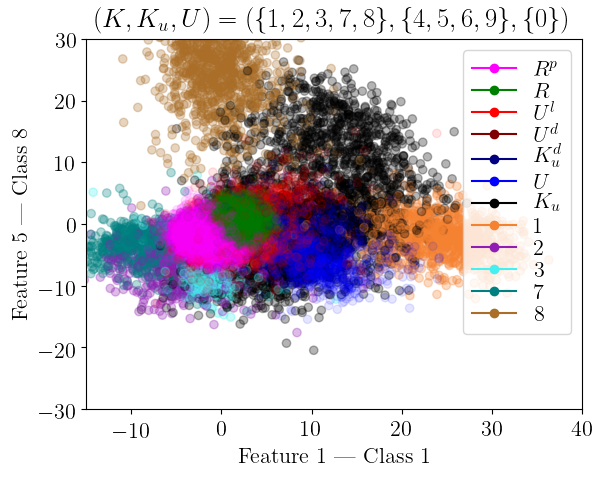 (K, K_u, U) = ({1, 2, 3, 7, 8}, {4, 5, 6, 9}, {0})
30
20
10
0
−10
−20
−30
Feature 5 — Class 8
R^p
R
U^l
U^d
K_u^d
U
K_u
1
2
3
7
8
−10
0
10
20
30
40
Feature 1 — Class 1